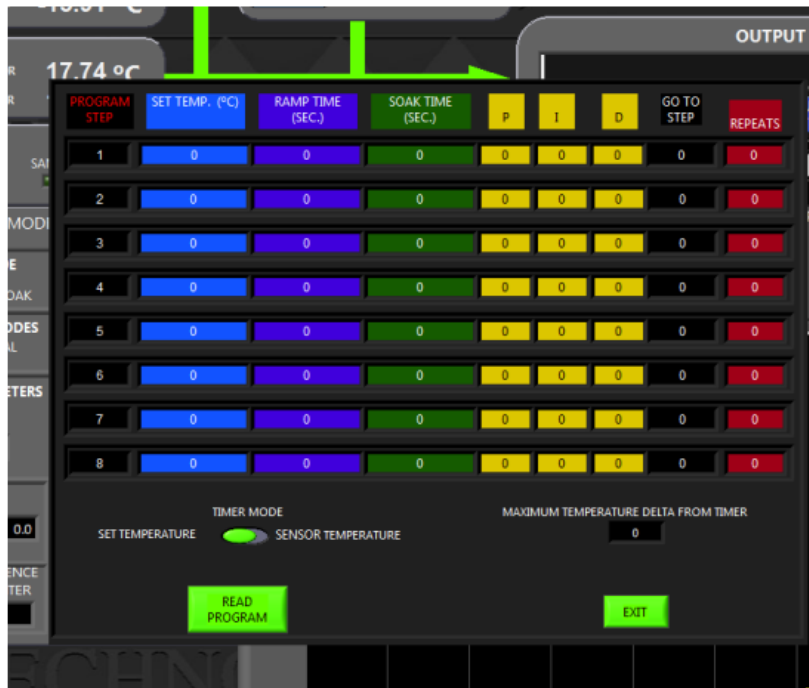 OUTPUT
17.74 ºC
PROGRAM STEP
SET TEMP. (ºC)
RAMP TIME (SEC.)
SOAK TIME (SEC.)
P
I
D
GO TO STEP
REPEATS
1 0 0 0 0 0 0 0 0
2 0 0 0 0 0 0 0 0
3 0 0 0 0 0 0 0 0
4 0 0 0 0 0 0 0 0
5 0 0 0 0 0 0 0 0
6 0 0 0 0 0 0 0 0
7 0 0 0 0 0 0 0 0
8 0 0 0 0 0 0 0 0
TIMER MODE
SET TEMPERATURE
SENSOR TEMPERATURE
MAXIMUM TEMPERATURE DELTA FROM TIMER
0
0.0
READ
PROGRAM
EXIT